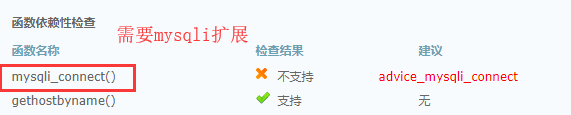 函数依赖性检查
需要mysqli扩展
函数名称 检查结果 建议
mysqli_connect() 不支持 advice_mysqli_connect
gethostbyname() 支持 无